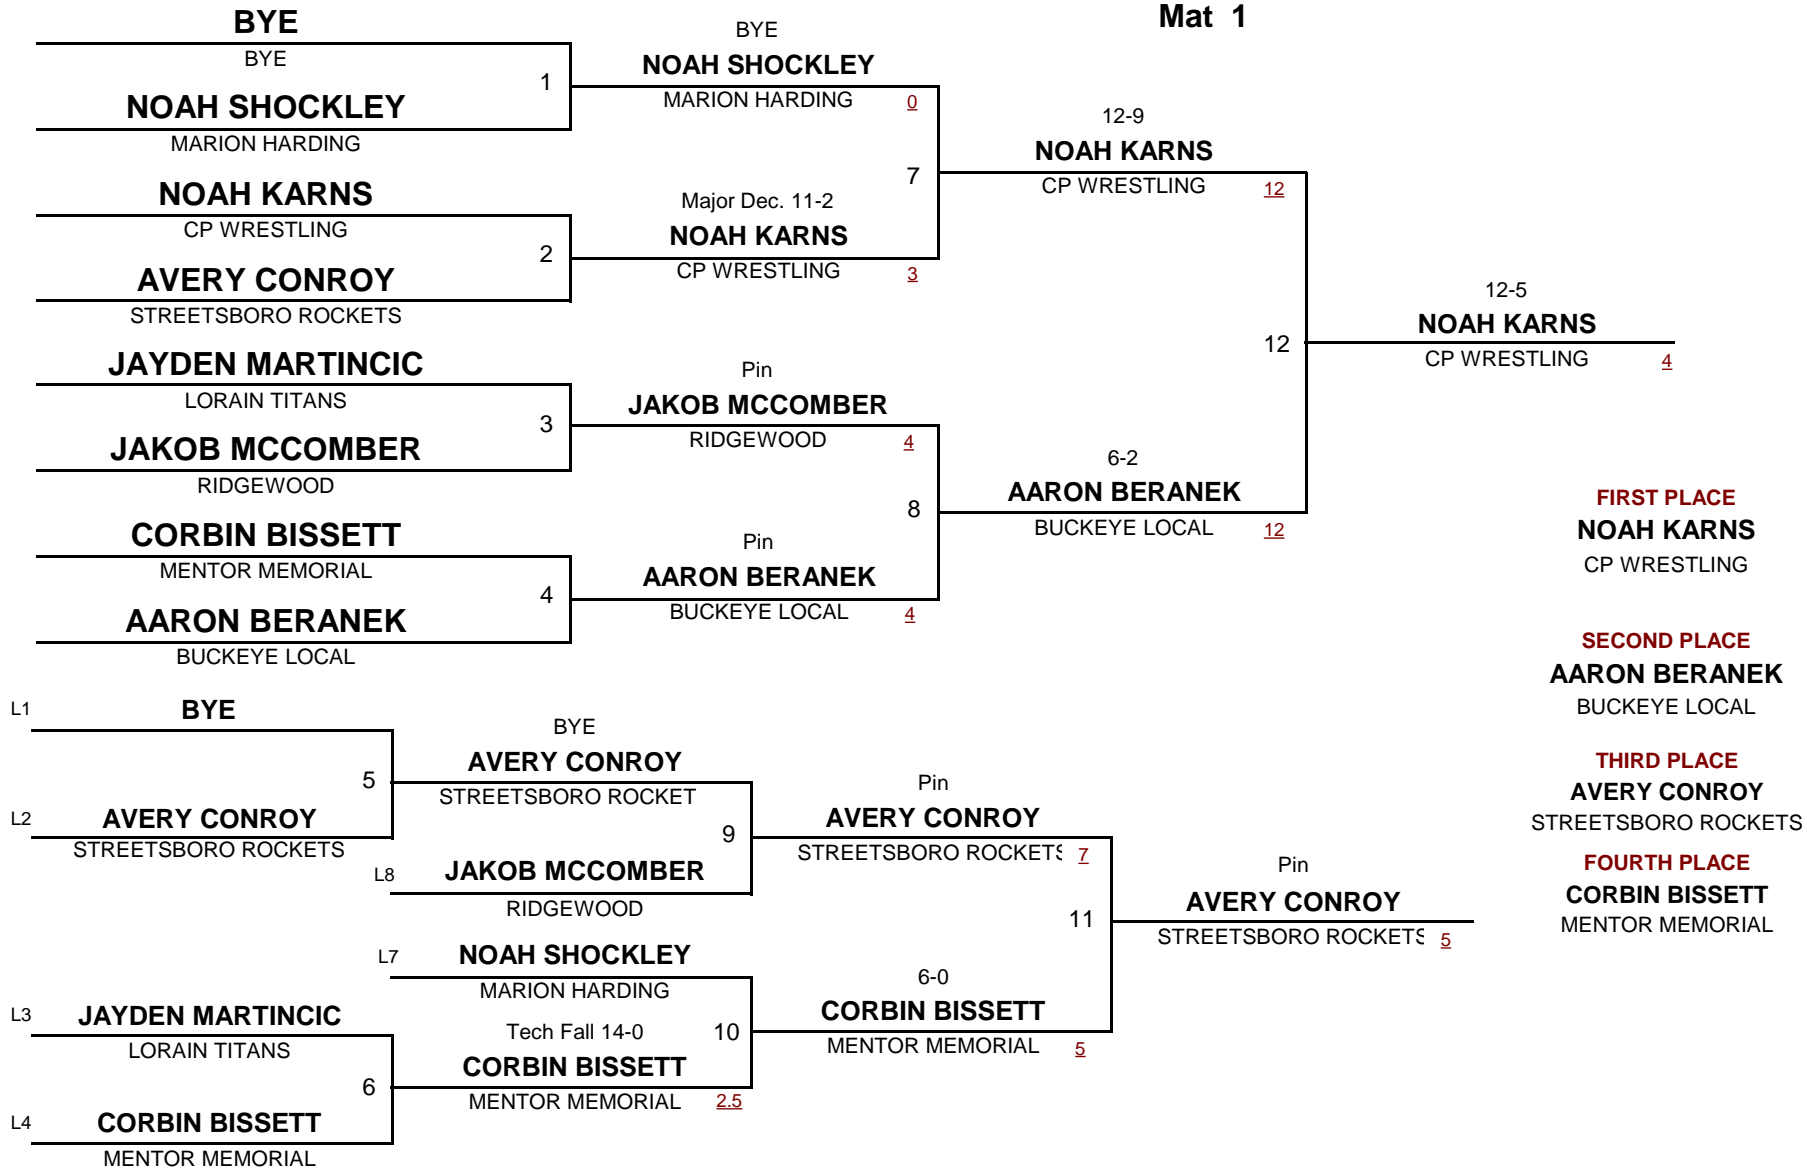 Mat 1
BYE
BYE
NOAH SHOCKLEY
MARION HARDING
1
BYE
NOAH SHOCKLEY
MARION HARDING 0
NOAH KARNS
CP WRESTLING
AVERY CONROY
STREETSBORO ROCKETS
2
Major Dec. 11-2
NOAH KARNS
CP WRESTLING 3
7
12-9
NOAH KARNS
CP WRESTLING 12
JAYDEN MARTINCIC
LORAIN TITANS
JAKOB MCCOMBER
RIDGEWOOD
3
Pin
JAKOB MCCOMBER
RIDGEWOOD 4
CORBIN BISSETT
MENTOR MEMORIAL
AARON BERANEK
BUCKEYE LOCAL
4
Pin
AARON BERANEK
BUCKEYE LOCAL 4
8
6-2
AARON BERANEK
BUCKEYE LOCAL 12
12
12-5
NOAH KARNS
CP WRESTLING 4
FIRST PLACE
NOAH KARNS
CP WRESTLING
SECOND PLACE
AARON BERANEK
BUCKEYE LOCAL
THIRD PLACE
AVERY CONROY
STREETSBORO ROCKETS
FOURTH PLACE
CORBIN BISSETT
MENTOR MEMORIAL
L1 BYE
L2 AVERY CONROY
STREETSBORO ROCKETS
5
BYE
AVERY CONROY
STREETSBORO ROCKET
L8 JAKOB MCCOMBER
RIDGEWOOD
9
Pin
AVERY CONROY
STREETSBORO ROCKETS 7
L7 NOAH SHOCKLEY
MARION HARDING
L3 JAYDEN MARTINCIC
LORAIN TITANS
L4 CORBIN BISSETT
MENTOR MEMORIAL
6
Tech Fall 14-0
CORBIN BISSETT
MENTOR MEMORIAL 2.5
10
6-0
CORBIN BISSETT
MENTOR MEMORIAL 5
11
Pin
AVERY CONROY
STREETSBORO ROCKETS 5